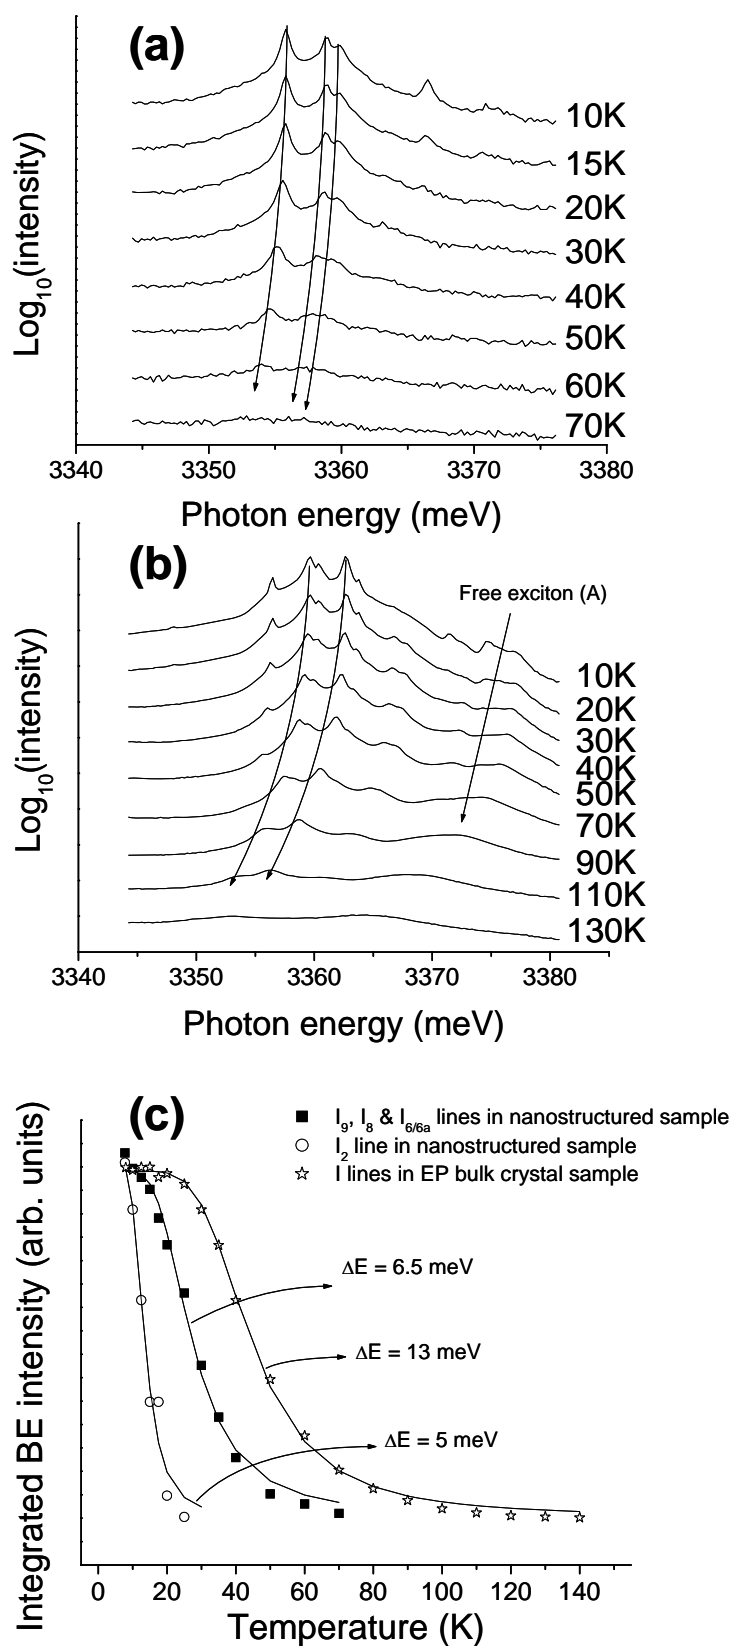 (a)
Log10(intensity)
10K
15K
20K
30K
40K
50K
60K
70K
3340 3350 3360 3370 3380
Photon energy (meV)
(b)
Log10(intensity)
Free exciton (A)
10K
20K
30K
40K
50K
70K
90K
110K
130K
3340 3350 3360 3370 3380
Photon energy (meV)
(c)
Integrated BE intensity (arb. units)
I9, I8 & I6/6a lines in nanostructured sample
I2 line in nanostructured sample
I lines in EP bulk crystal sample
ΔE = 6.5 meV
ΔE = 13 meV
ΔE = 5 meV
0 20 40 60 80 100 120 140
Temperature (K)